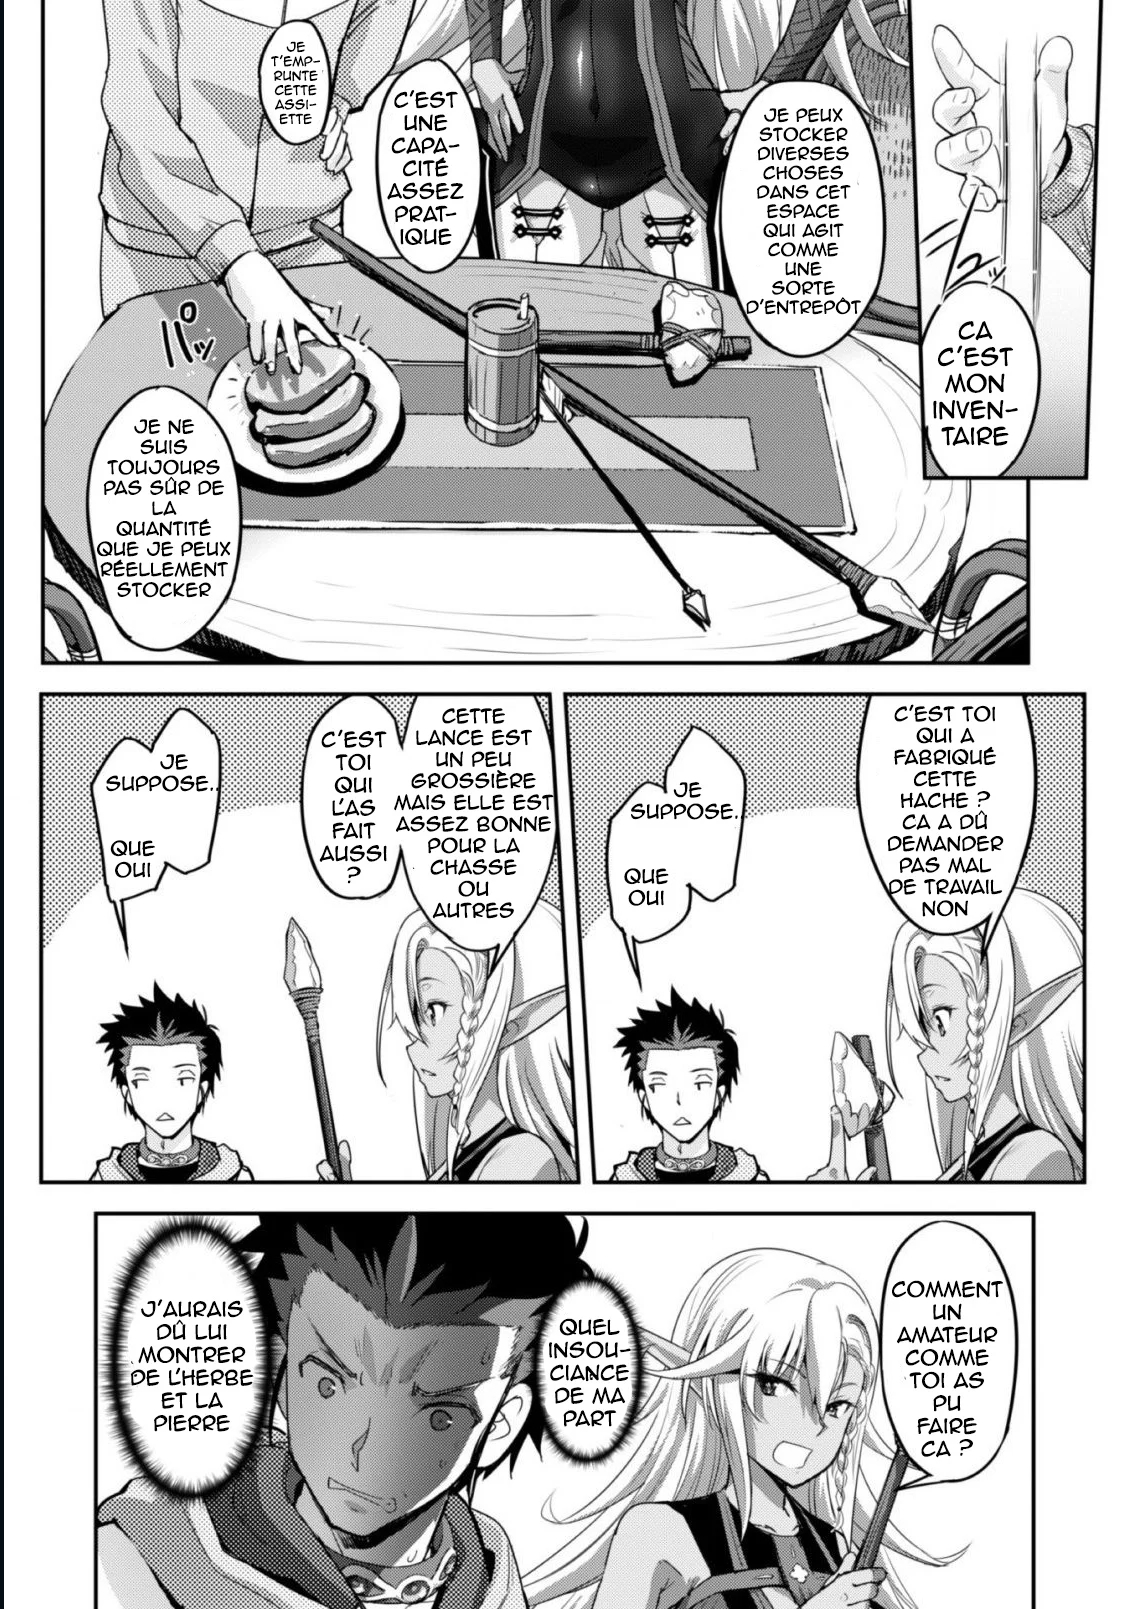 CA
C'EST
MON
INVEN-
TAIRE
JE PEUX
STOCKER
DIVERSES
CHOSES
DANS CET
ESPACE
QUI AGIT
COMME
UNE
SORTE
D'ENTREPÔT
C'EST
UNE
CAPA-
CITÉ
ASSEZ
PRAT-
IQUE
JE
T'EMP-
RUNTE
CETTE
ASSI-
ETTE
パッ
JE NE
SUIS
TOUJOURS
PAS SÛR DE
LA
QUANTITÉ
QUE JE PEUX
RÉELLEMENT
STOCKER
C'EST TOI
QUI A
FABRIQUÉ
CETTE
HACHE ?
CA A DÛ
DEMANDER
PAS MAL
DE TRAVAIL
NON
JE
SUPPOSE..
QUE
OUI
CETTE
LANCE EST
UN PEU
GROSSIÈRE
MAIS ELLE EST
ASSEZ BONNE
POUR LA
CHASSE
OU
AUTRES
C'EST
TOI
QUI
L'AS
FAIT
AUSSI
?
JE
SUPPOSE..
QUE
OUI
COMMENT
UN
AMATEUR
COMME
TOI AS
PU
FAIRE
CA ?
QUEL
INSOU-
CIANCE
DE MA
PART
J'AURAIS
DÛ LUI
MONTRER
DE L'HERBE
ET LA
PIERRE